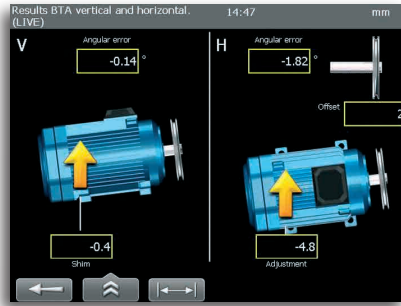 Results BTA vertical and horizontal. 14:47 mm
(LIVE)
V
Angular error
-0.14 °
-0.4
Shim
H
Angular error
-1.82 °
Offset
2
-4.8
Adjustment